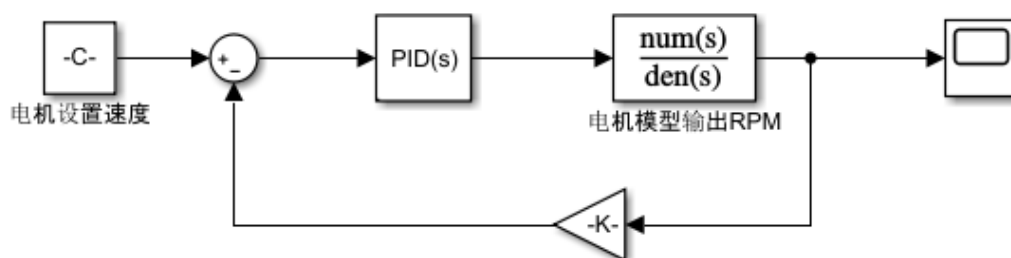 -C-
电机设置速度
+
-
PID(s)
num(s)
den(s)
电机模型输出RPM
-K-